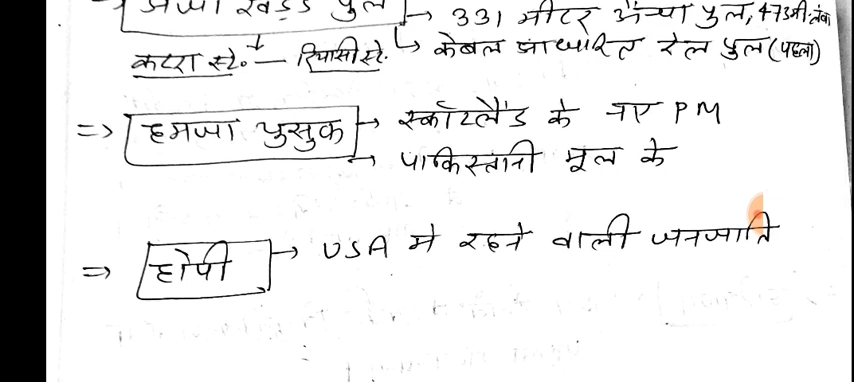 खड्ड पुल → 331 मीटर ऊँचा पुल, 473मी. लंबा
कटरा स्टे. — रियासी स्टे. ↳ केबल आधारित रेल पुल (पहला)
=> हमजा युसुक → स्कॉटलैंड के नए PM
→ पाकिस्तानी मूल के
=> होपी → USA मे रहने वाली जनजाति